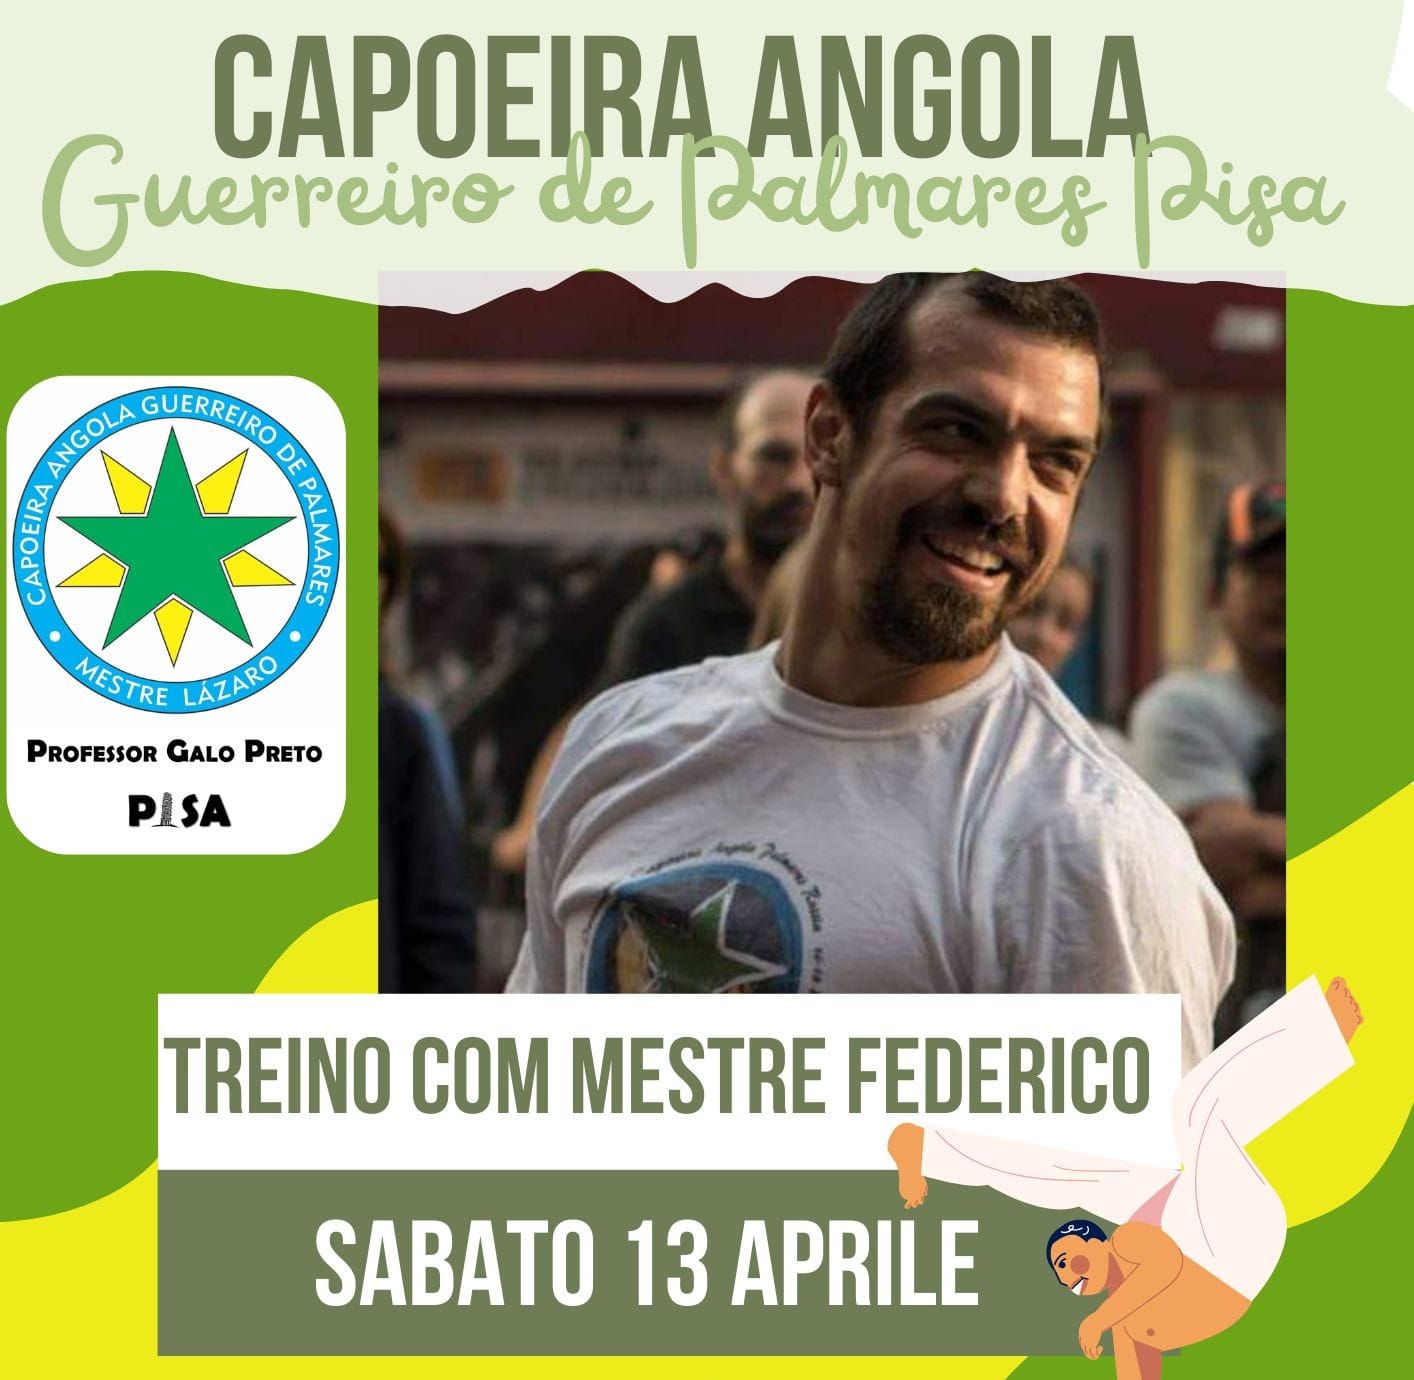 CAPOEIRA ANGOLA
Guerreiro de Palmares Pisa
CAPOEIRA ANGOLA GUERREIRO DE PALMARES
MESTRE LÁZARO
PROFESSOR GALO PRETO
PISA
TREINO COM MESTRE FEDERICO
SABATO 13 APRILE